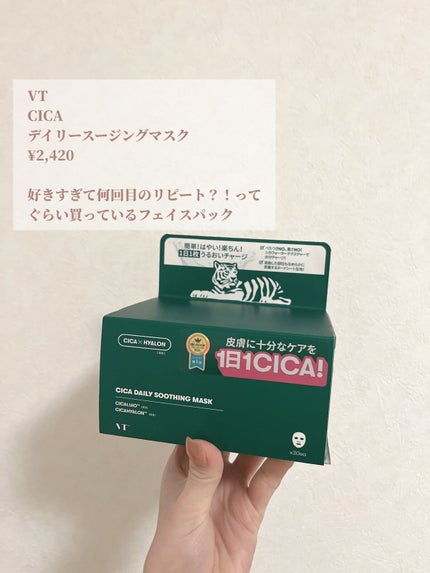 VT
CICA
デイリースージングマスク
¥2,420
好きすぎて何回目のリピート？！って
ぐらい買っているフェイスパック
簡単！はやい！楽ちん！
1日1枚うるおいチャージ
CICA×HYALON
皮膚に十分なケアを
1日1CICA!
CICA DAILY SOOTHING MASK
CICALIAO™
CICAHYALON™
VT
×30ea